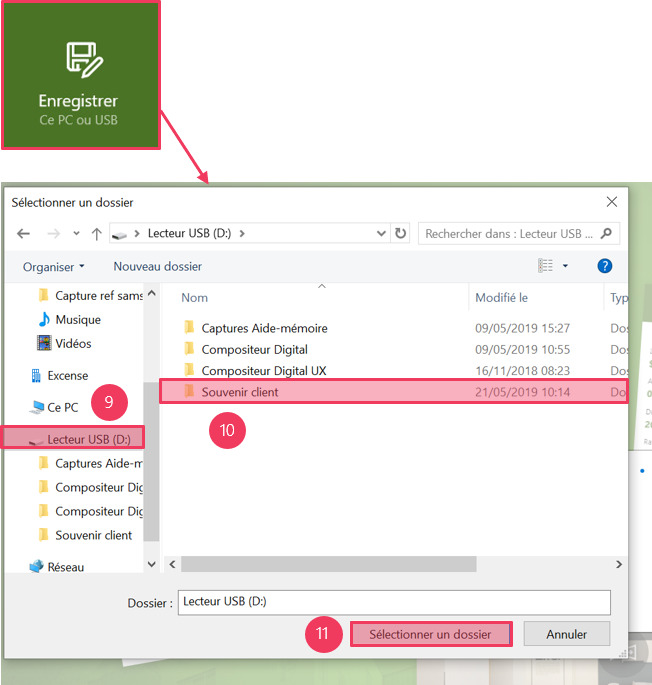 Enregistrer
Ce PC ou USB
Sélectionner un dossier
Lecteur USB (D:)
Rechercher dans : Lecteur USB ...
Organiser
Nouveau dossier
?
Capture ref sams
Musique
Vidéos
Excense
Ce PC
9
Lecteur USB (D:)
Captures Aide-m
Compositeur Dig
Compositeur Dig
Souvenir client
Réseau
Nom Modifié le Typ
Captures Aide-mémoire 09/05/2019 15:27 Dos
Compositeur Digital 09/05/2019 10:55 Dos
Compositeur Digital UX 16/11/2018 08:23 Dos
Souvenir client 21/05/2019 10:14 Do
10
Dossier : Lecteur USB (D:)
11
Sélectionner un dossier
Annuler